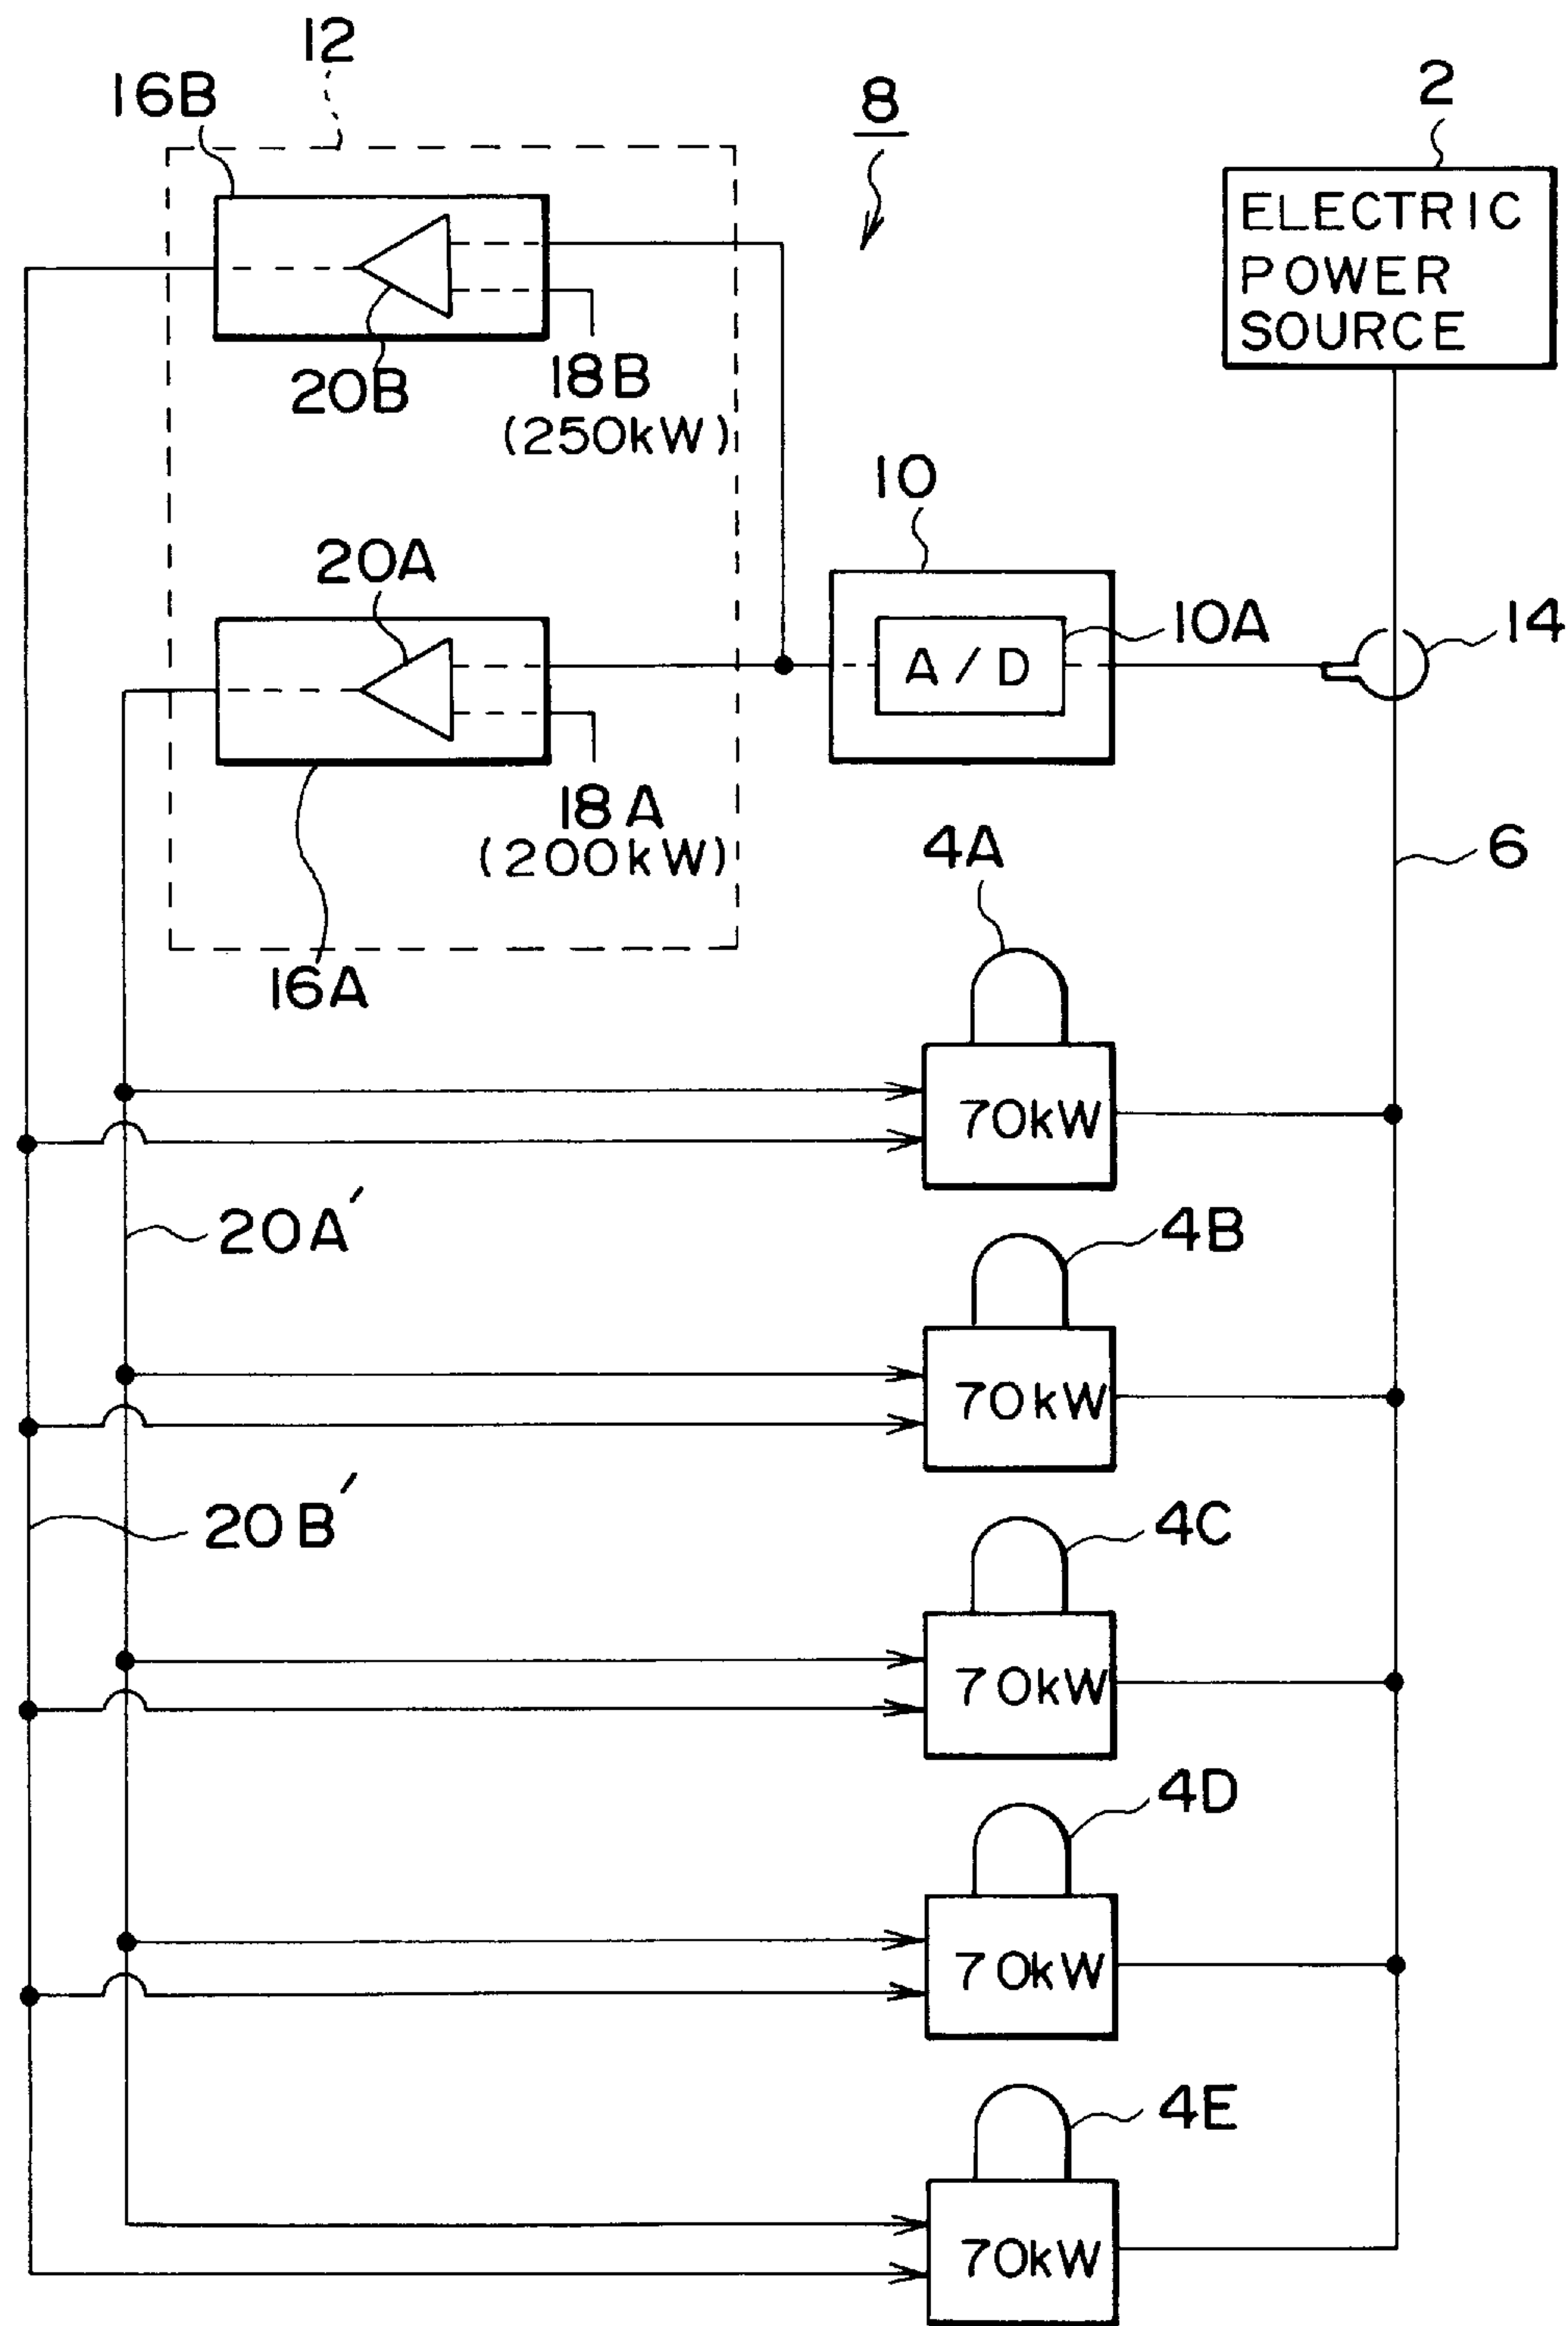 12
16B
8
2
ELECTRIC
POWER
SOURCE
20B
18B
(250kW)
10
20A
A/D
10A
14
18A
(200kW)
4A
6
16A
70kW
20A′
4B
70kW
20B′
4C
70kW
4D
70kW
4E
70kW